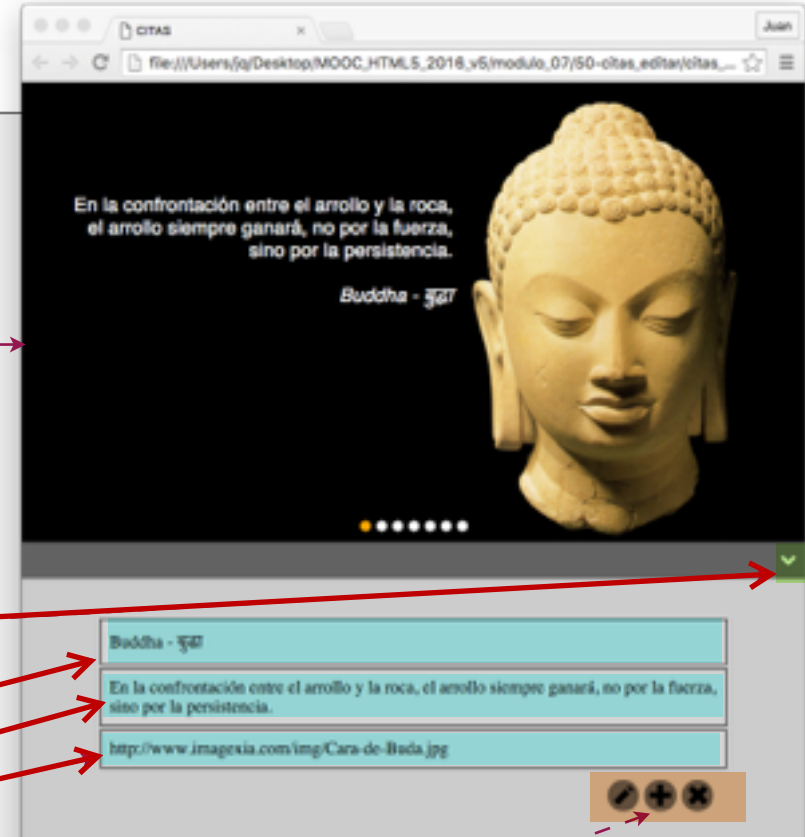 CITAS
Juan
file:///Users/jq/Desktop/MOOC_HTML5_2016_v5/modulo_07/50-citas_editar/citas_...
En la confrontación entre el arrollo y la roca,
el arrollo siempre ganará, no por la fuerza,
sino por la persistencia.
Buddha - बुद्धा
Buddha - बुद्धा
En la confrontación entre el arrollo y la roca, el arrollo siempre ganará, no por la fuerza,
sino por la persistencia.
http://www.imagexia.com/img/Cara-de-Buda.jpg